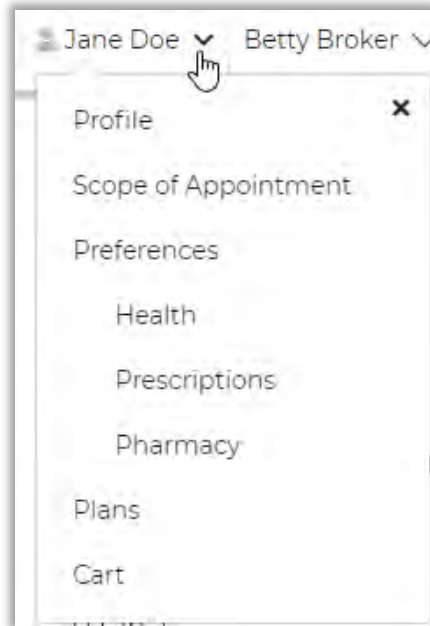 Jane Doe Betty Broker
Profile
Scope of Appointment
Preferences
Health
Prescriptions
Pharmacy
Plans
Cart